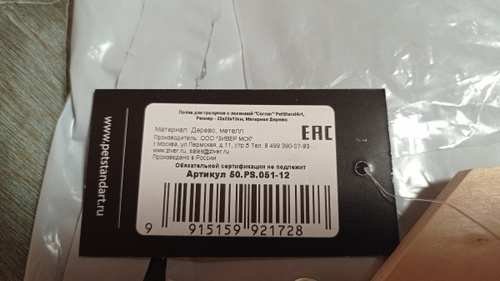 Полка для грызунов с лесенкой "Corner" PetStandArt,
Размер - 22х22х12см, Материал Дерево
Материал: Дерево, металл
Производитель: ООО "ЗИВЕР МСК"
г.Москва, ул Пермская, д.11, стр.5 Тел. 8 499 390-07-93
www.ziver.ru, sales@ziver.ru
Произведено в России
Обязательной сертификации не подлежит
Артикул 50.PS.051-12
9 915159 921728
EAC
www.petstandart.ru